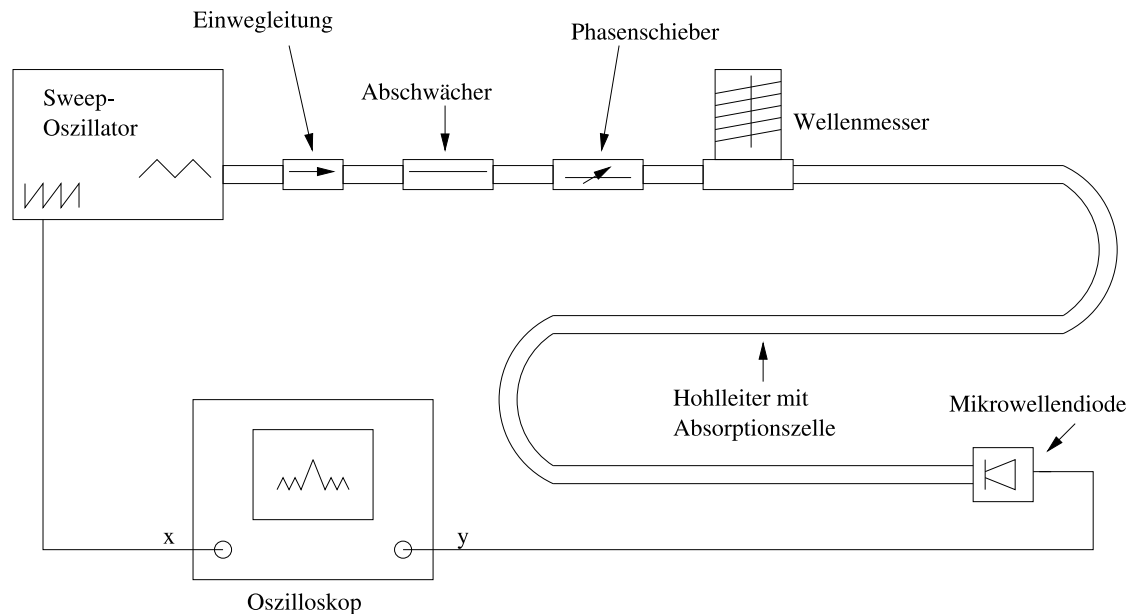 Einwegleitung
Phasenschieber
Sweep-
Oszillator
Abschwächer
Wellenmesser
Hohlleiter mit
Absorptionszelle
Mikrowellendiode
x
y
Oszilloskop